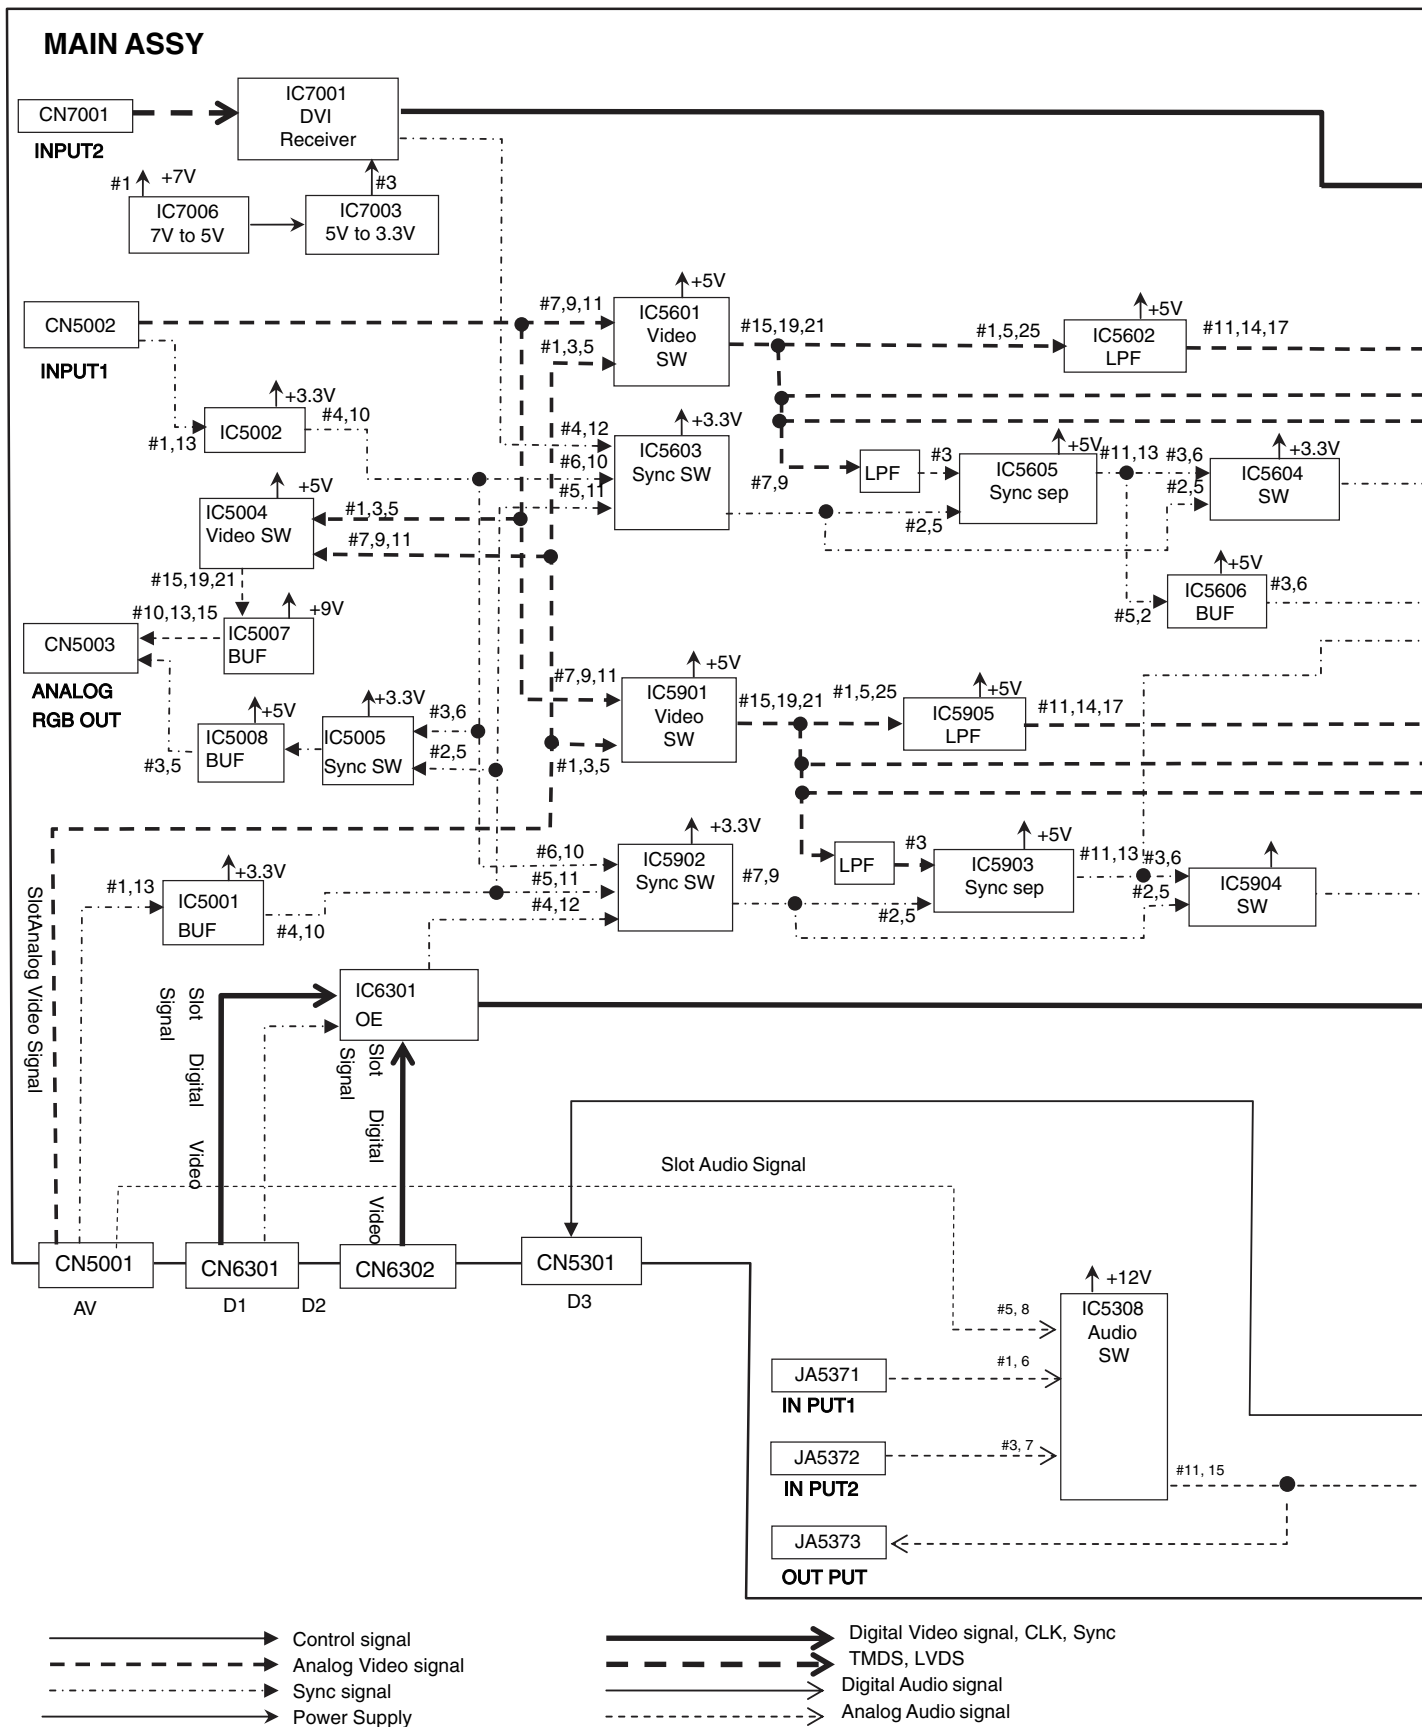 MAIN ASSY
CN7001
INPUT2
IC7001
DVI
Receiver
#1
+7V
#3
IC7006
7V to 5V
IC7003
5V to 3.3V
CN5002
INPUT1
#7,9,11
+5V
IC5601
Video
SW
#1,3,5
#15,19,21
#1,5,25
+5V
IC5602
LPF
#11,14,17
+3.3V
IC5002
#1,13
#4,10
#4,12
#6,10
#5,11
+3.3V
IC5603
Sync SW
#7,9
LPF
#3
+5V
IC5605
Sync sep
#2,5
#11,13
#3,6
#2,5
+3.3V
IC5604
SW
+5V
IC5004
Video SW
#1,3,5
#7,9,11
#15,19,21
#10,13,15
+9V
IC5007
BUF
CN5003
ANALOG
RGB OUT
+5V
IC5606
BUF
#5,2
#3,6
+5V
IC5008
BUF
#3,5
+3.3V
IC5005
Sync SW
#3,6
#2,5
#7,9,11
+5V
IC5901
Video
SW
#1,3,5
#15,19,21
#1,5,25
+5V
IC5905
LPF
#11,14,17
+3.3V
IC5902
Sync SW
#6,10
#5,11
#4,12
#7,9
LPF
#3
+5V
IC5903
Sync sep
#2,5
#11,13
#3,6
#2,5
IC5904
SW
#1,13
+3.3V
IC5001
BUF
#4,10
SlotAnalog Video Signal
Slot Digital Video
Signal
IC6301
OE
Slot Digital Video
Signal
Slot Audio Signal
CN5001
AV
CN6301
D1
D2
CN6302
CN5301
D3
+12V
IC5308
Audio
SW
#5, 8
JA5371
IN PUT1
#1, 6
JA5372
IN PUT2
#3, 7
#11, 15
JA5373
OUT PUT
Control signal
Analog Video signal
Sync signal
Power Supply
Digital Video signal, CLK, Sync
TMDS, LVDS
Digital Audio signal
Analog Audio signal